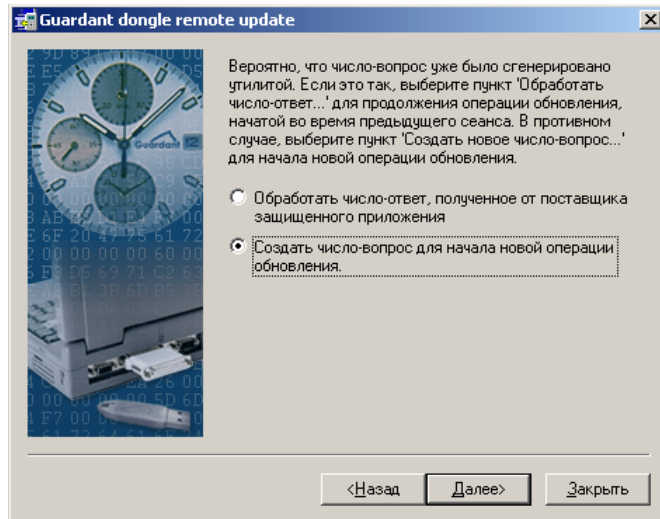 Guardant dongle remote update
Вероятно, что число-вопрос уже было сгенерировано
утилитой. Если это так, выберите пункт 'Обработать
число-ответ...' для продолжения операции обновления,
начатой во время предыдущего сеанса. В противном
случае, выберите пункт 'Создать новое число-вопрос...'
для начала новой операции обновления.
Обработать число-ответ, полученное от поставщика
защищенного приложения
Создать число-вопрос для начала новой операции
обновления.
Guardant
<Назад
Далее>
Закрыть